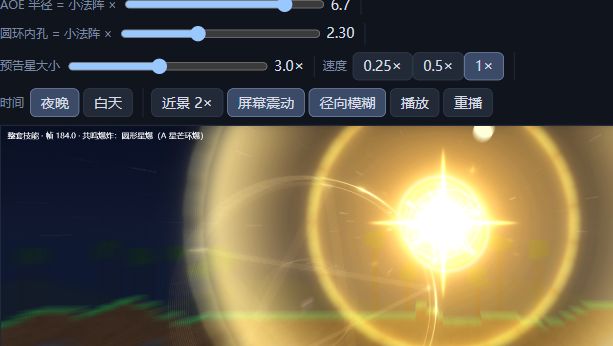 AOE 半径 = 小法阵 × 6.7
圆环内孔 = 小法阵 × 2.30
预告星大小 3.0× 速度 0.25× 0.5× 1×
时间 夜晚 白天 近景 2× 屏幕震动 径向模糊 播放 重播
整套技能 · 帧 184.0 · 共鸣爆炸：圆形星爆（A 星芒环爆）